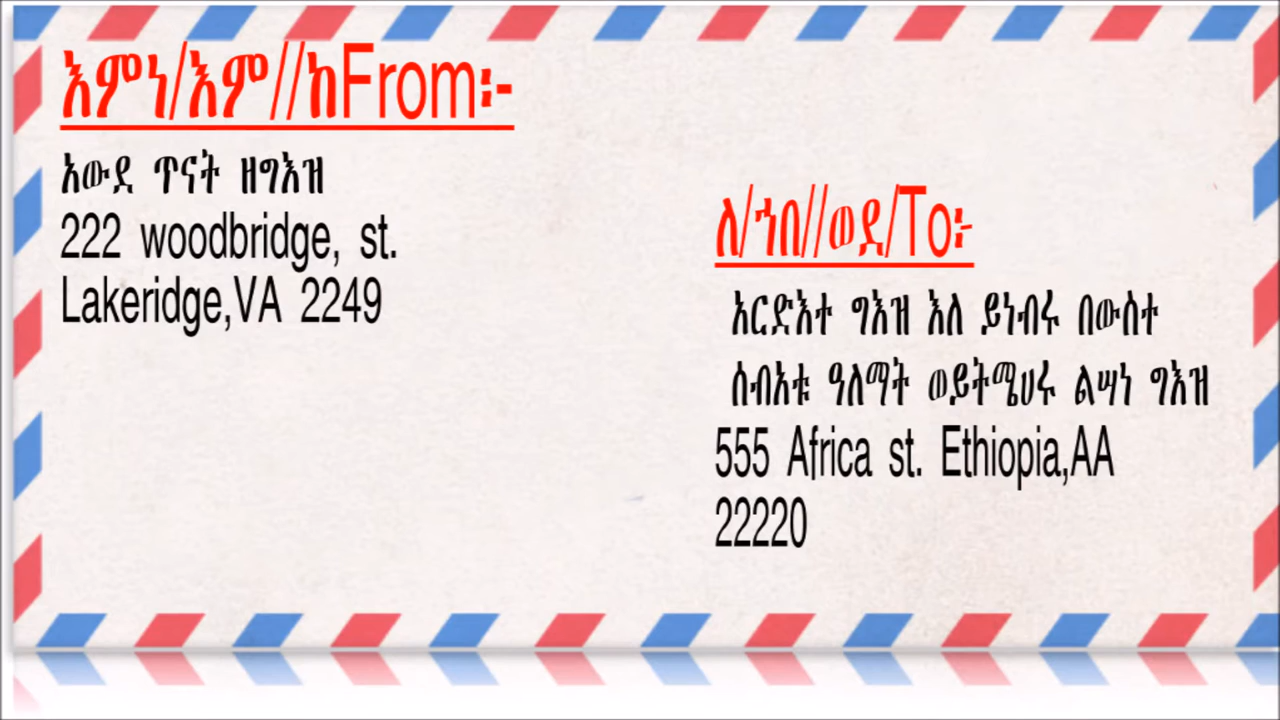 እምነ/እም//ከFrom፡-
አውደ ጥናት ዘግእዝ
222 woodbridge, st.
Lakeridge,VA 2249
ለ/ኀበ//ወደ/To፦
አርድእተ ግእዝ እለ ይነብሩ በውስተ
ሰብአቱ ዓለማት ወይትሜሀሩ ልሣነ ግእዝ
555 Africa st. Ethiopia,AA
22220